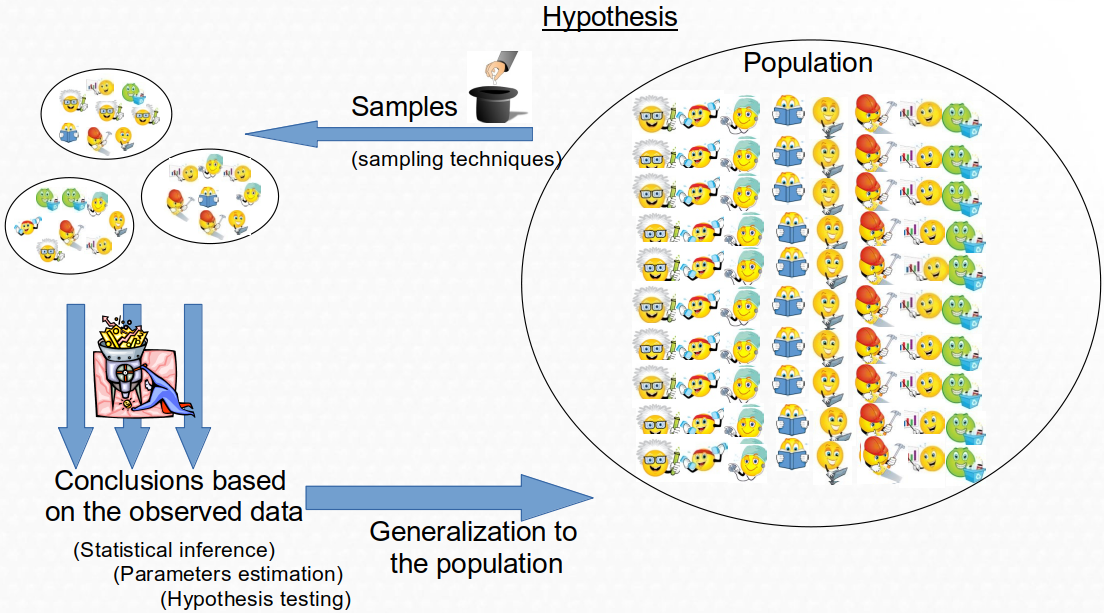 Hypothesis
Population
Samples
(sampling techniques)
Conclusions based
on the observed data
(Statistical inference)
(Parameters estimation)
(Hypothesis testing)
Generalization to
the population